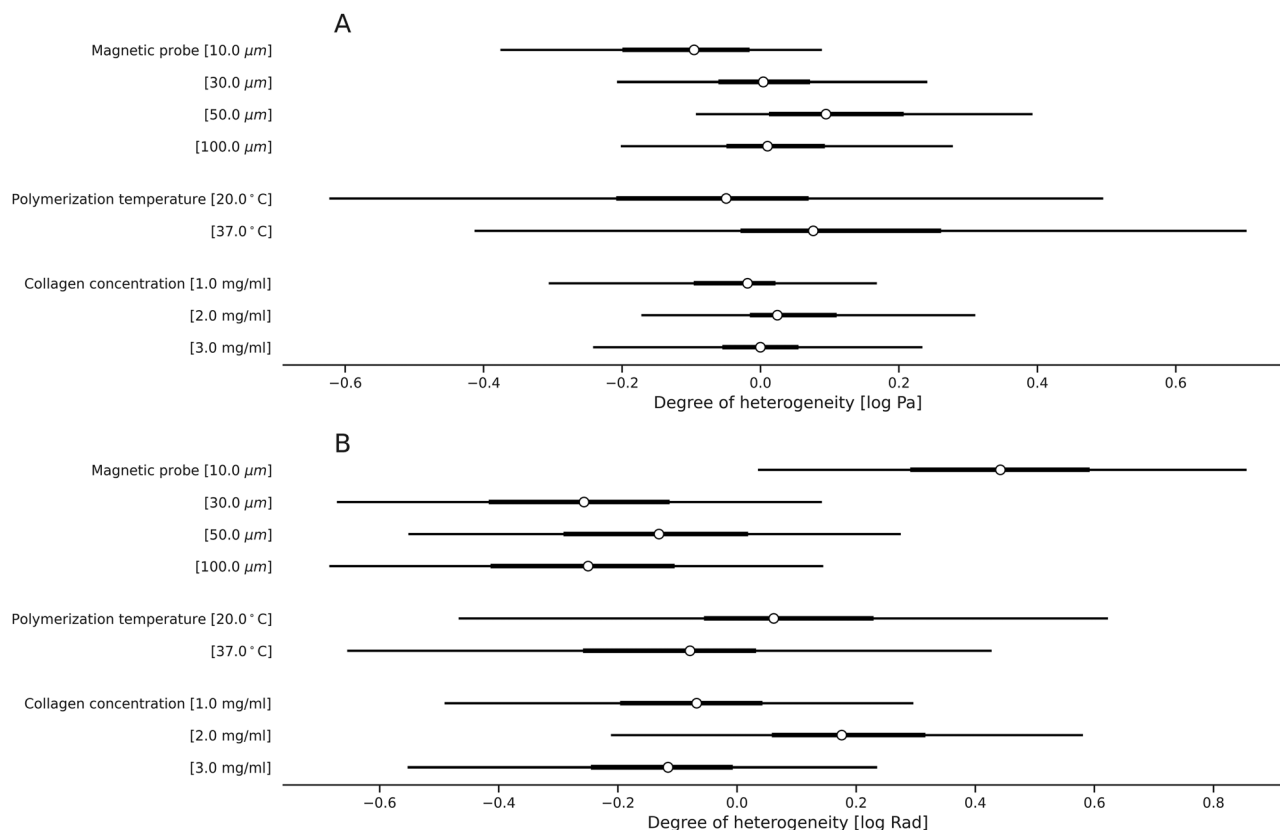 A
Magnetic probe [10.0 μm]
[30.0 μm]
[50.0 μm]
[100.0 μm]
Polymerization temperature [20.0°C]
[37.0°C]
Collagen concentration [1.0 mg/ml]
[2.0 mg/ml]
[3.0 mg/ml]
−0.6 −0.4 −0.2 0.0 0.2 0.4 0.6
Degree of heterogeneity [log Pa]
B
Magnetic probe [10.0 μm]
[30.0 μm]
[50.0 μm]
[100.0 μm]
Polymerization temperature [20.0°C]
[37.0°C]
Collagen concentration [1.0 mg/ml]
[2.0 mg/ml]
[3.0 mg/ml]
−0.6 −0.4 −0.2 0.0 0.2 0.4 0.6 0.8
Degree of heterogeneity [log Rad]